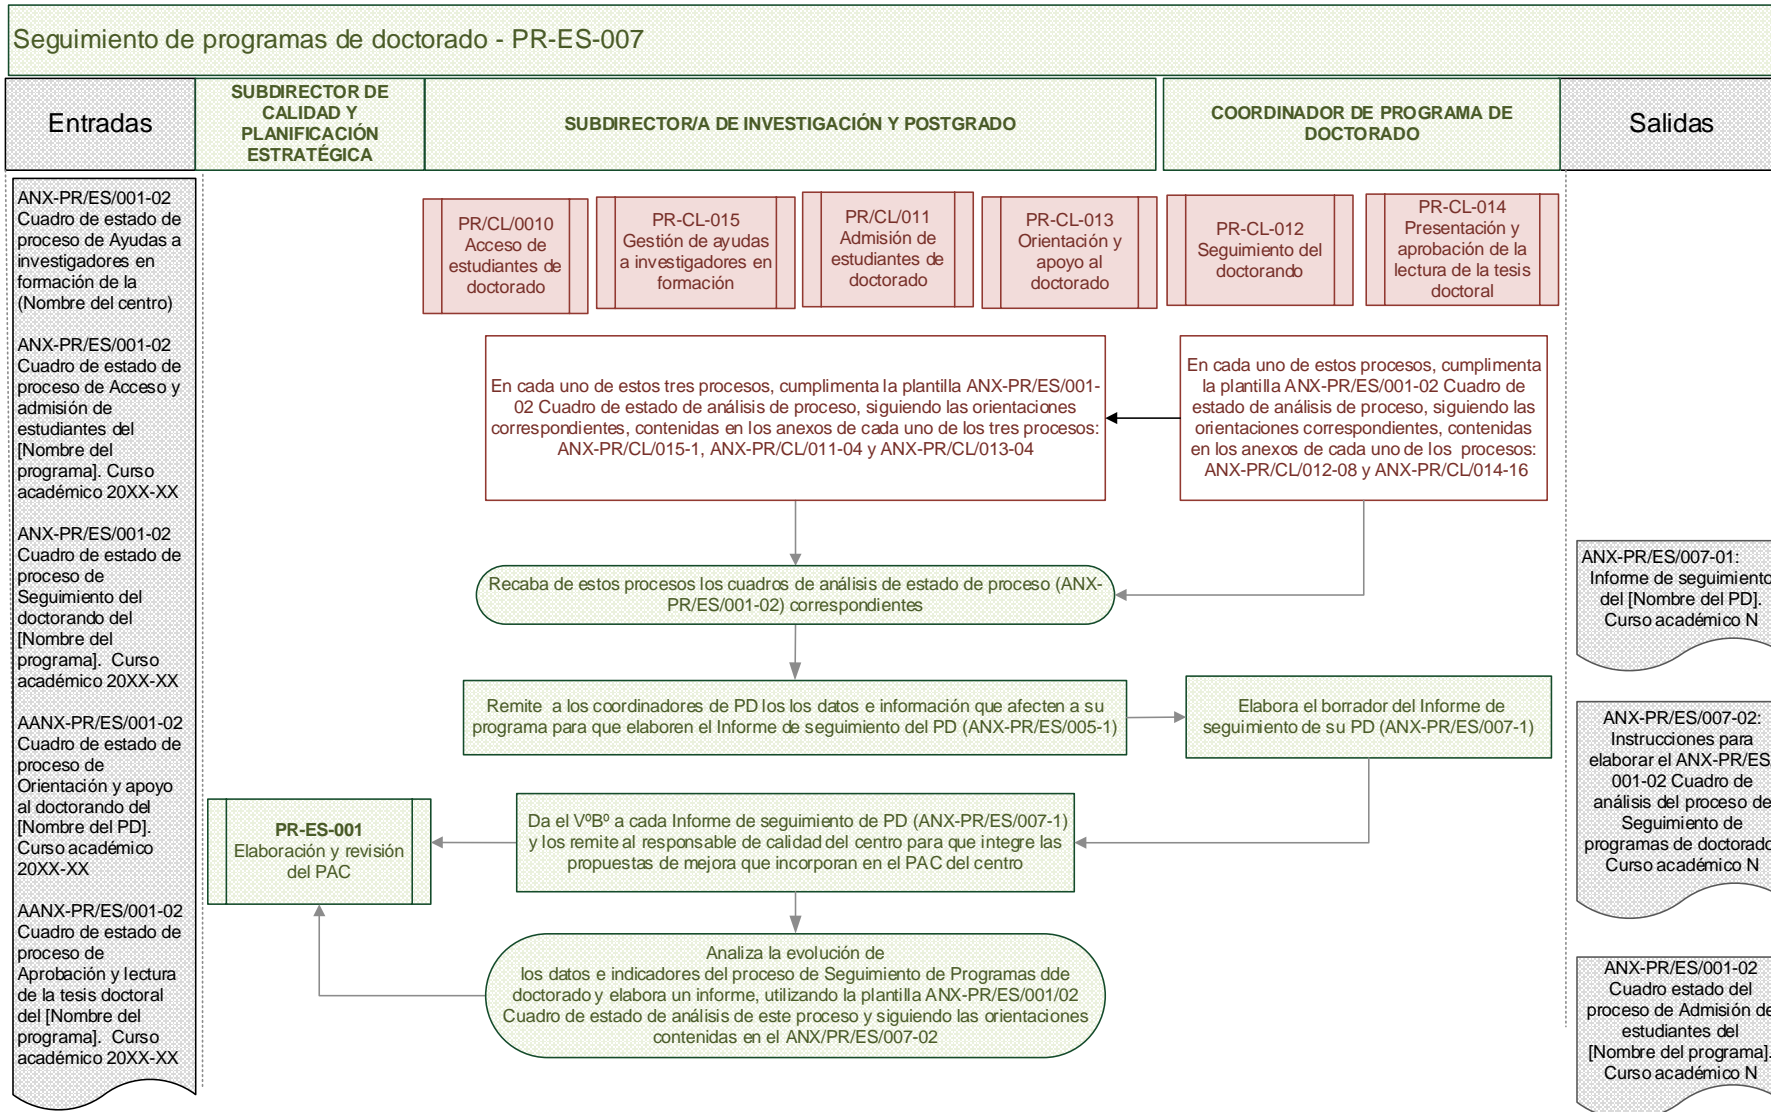 Seguimiento de programas de doctorado - PR-ES-007
Entradas
SUBDIRECTOR DE
CALIDAD Y
PLANIFICACIÓN
ESTRATÉGICA
SUBDIRECTOR/A DE INVESTIGACIÓN Y POSTGRADO
COORDINADOR DE PROGRAMA DE
DOCTORADO
Salidas
ANX-PR/ES/001-02
Cuadro de estado de
proceso de Ayudas a
investigadores en
formación de la
(Nombre del centro)
ANX-PR/ES/001-02
Cuadro de estado de
proceso de Acceso y
admisión de
estudiantes del
[Nombre del
programa]. Curso
académico 20XX-XX
ANX-PR/ES/001-02
Cuadro de estado de
proceso de
Seguimiento del
doctorando del
[Nombre del
programa]. Curso
académico 20XX-XX
AANX-PR/ES/001-02
Cuadro de estado de
proceso de
Orientación y apoyo
al doctorando del
[Nombre del PD].
Curso académico
20XX-XX
AANX-PR/ES/001-02
Cuadro de estado de
proceso de
Aprobación y lectura
de la tesis doctoral
del [Nombre del
programa]. Curso
académico 20XX-XX
PR/CL/0010
Acceso de
estudiantes de
doctorado
PR-CL-015
Gestión de ayudas
a investigadores en
formación
PR/CL/011
Admisión de
estudiantes de
doctorado
PR-CL-013
Orientación y
apoyo al
doctorado
PR-CL-012
Seguimiento del
doctorando
PR-CL-014
Presentación y
aprobación de la
lectura de la tesis
doctoral
En cada uno de estos tres procesos, cumplimenta la plantilla ANX-PR/ES/001-
02 Cuadro de estado de análisis de proceso, siguiendo las orientaciones
correspondientes, contenidas en los anexos de cada uno de los tres procesos:
ANX-PR/CL/015-1, ANX-PR/CL/011-04 y ANX-PR/CL/013-04
En cada uno de estos procesos, cumplimenta
la plantilla ANX-PR/ES/001-02 Cuadro de
estado de análisis de proceso, siguiendo las
orientaciones correspondientes, contenidas
en los anexos de cada uno de los procesos:
ANX-PR/CL/012-08 y ANX-PR/CL/014-16
Recaba de estos procesos los cuadros de análisis de estado de proceso (ANX-
PR/ES/001-02) correspondientes
Remite a los coordinadores de PD los los datos e información que afecten a su
programa para que elaboren el Informe de seguimiento del PD (ANX-PR/ES/005-1)
Elabora el borrador del Informe de
seguimiento de su PD (ANX-PR/ES/007-1)
PR-ES-001
Elaboración y revisión
del PAC
Da el VºBº a cada Informe de seguimiento de PD (ANX-PR/ES/007-1)
y los remite al responsable de calidad del centro para que integre las
propuestas de mejora que incorporan en el PAC del centro
Analiza la evolución de
los datos e indicadores del proceso de Seguimiento de Programas dde
doctorado y elabora un informe, utilizando la plantilla ANX-PR/ES/001/02
Cuadro de estado de análisis de este proceso y siguiendo las orientaciones
contenidas en el ANX/PR/ES/007-02
ANX-PR/ES/007-01:
Informe de seguimiento
del [Nombre del PD].
Curso académico N
ANX-PR/ES/007-02:
Instrucciones para
elaborar el ANX-PR/ES/
001-02 Cuadro de
análisis del proceso de
Seguimiento de
programas de doctorado
Curso académico N
ANX-PR/ES/001-02
Cuadro estado del
proceso de Admisión de
estudiantes del
[Nombre del programa].
Curso académico N